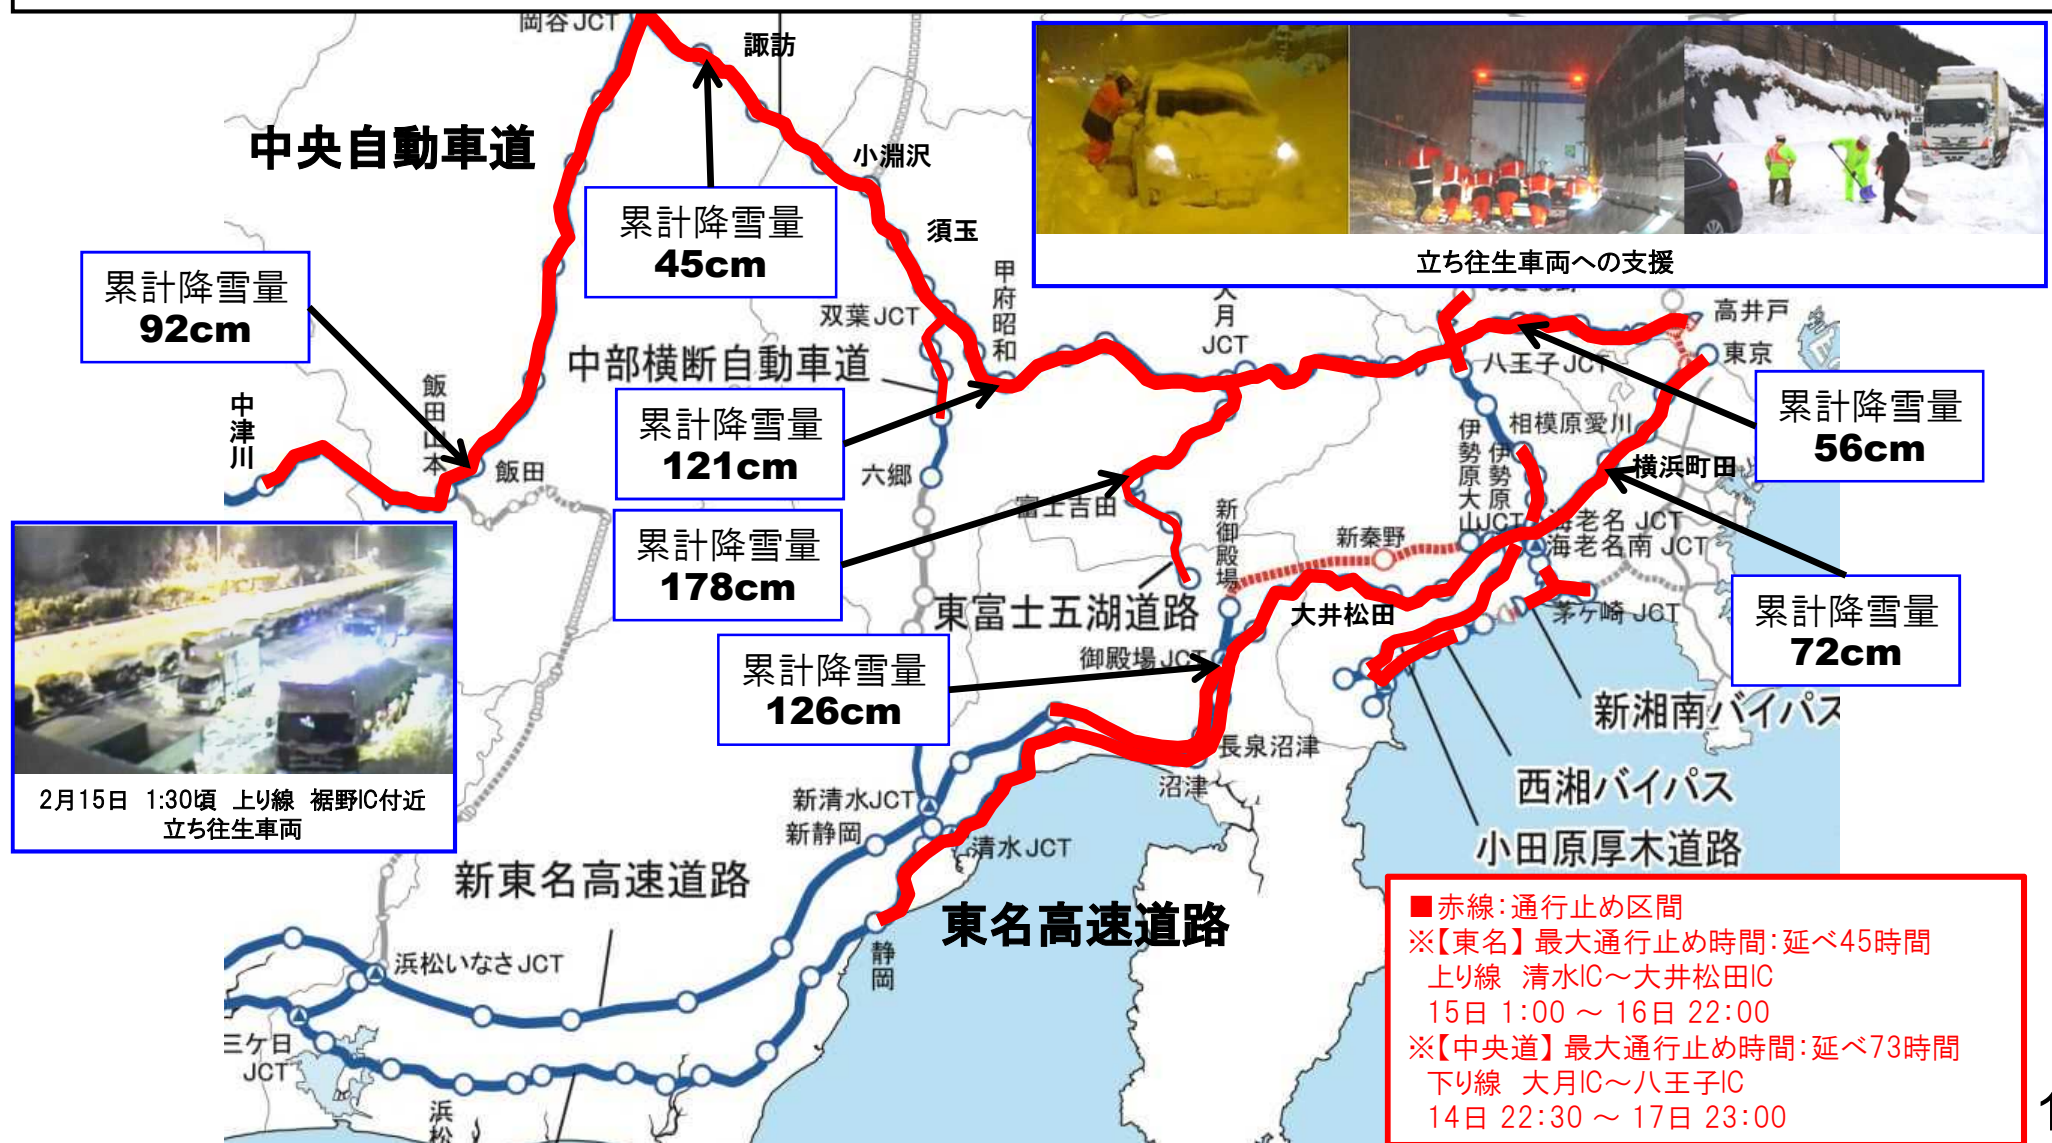 岡谷JCT
諏訪
中央自動車道
小淵沢
累計降雪量
45cm
須玉
立ち往生車両への支援
累計降雪量
92cm
甲府昭和
双葉JCT
大月JCT
高井戸
東京
中部横断自動車道
八王子JCT
飯田山本
中津川
累計降雪量
121cm
累計降雪量
56cm
相模原愛川
伊勢原大山
伊勢原JCT
横浜町田
飯田
六郷
富士吉田
累計降雪量
178cm
新御殿場
新秦野
海老名 JCT
海老名南 JCT
東富士五湖道路
大井松田
茅ヶ崎 JCT
累計降雪量
72cm
御殿場JCT
累計降雪量
126cm
新湘南バイパス
長泉沼津
沼津
西湘バイパス
小田原厚木道路
2月15日 1:30頃 上り線 裾野IC付近
立ち往生車両
新清水JCT
新静岡
清水JCT
新東名高速道路
東名高速道路
静岡
浜松いなさJCT
三ケ日
JCT
浜松
■赤線:通行止め区間
※【東名】最大通行止め時間:延べ45時間
上り線 清水IC～大井松田IC
15日 1:00 ～ 16日 22:00
※【中央道】最大通行止め時間:延べ73時間
下り線 大月IC～八王子IC
14日 22:30 ～ 17日 23:00